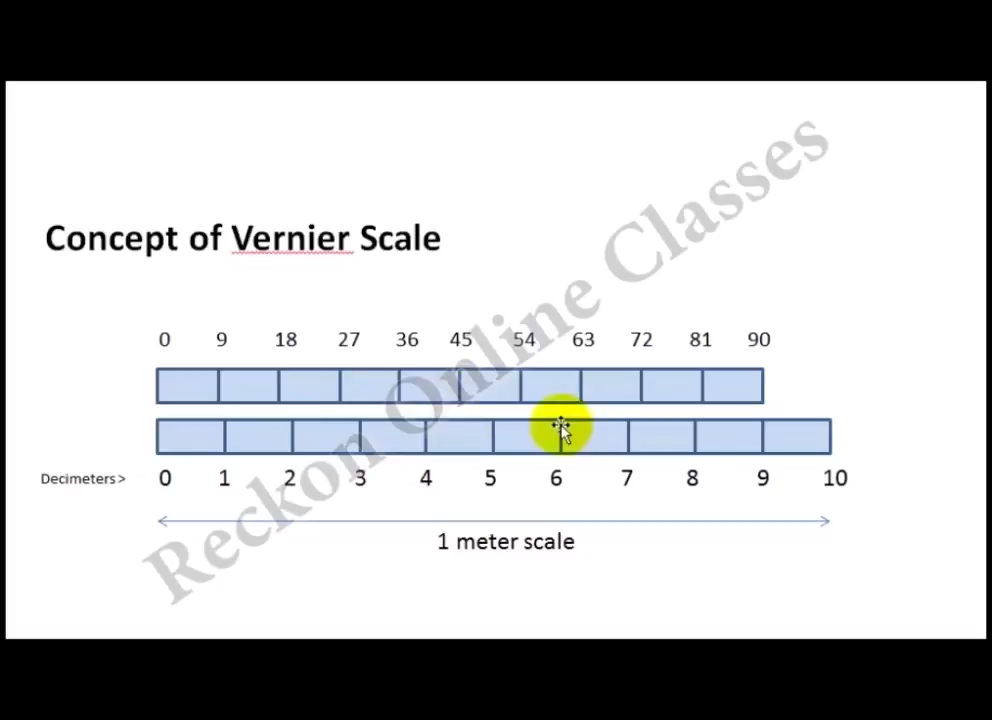 Concept of Vernier Scale
0 9 18 27 36 45 54 63 72 81 90
Decimeters> 0 1 2 3 4 5 6 7 8 9 10
1 meter scale
Reckon Online Classes